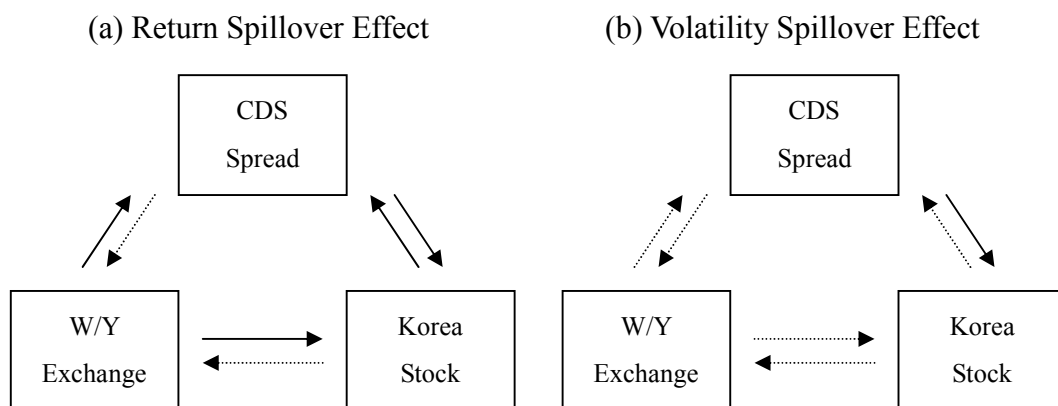 (a) Return Spillover Effect
CDS
Spread
W/Y
Exchange
Korea
Stock
(b) Volatility Spillover Effect
CDS
Spread
W/Y
Exchange
Korea
Stock